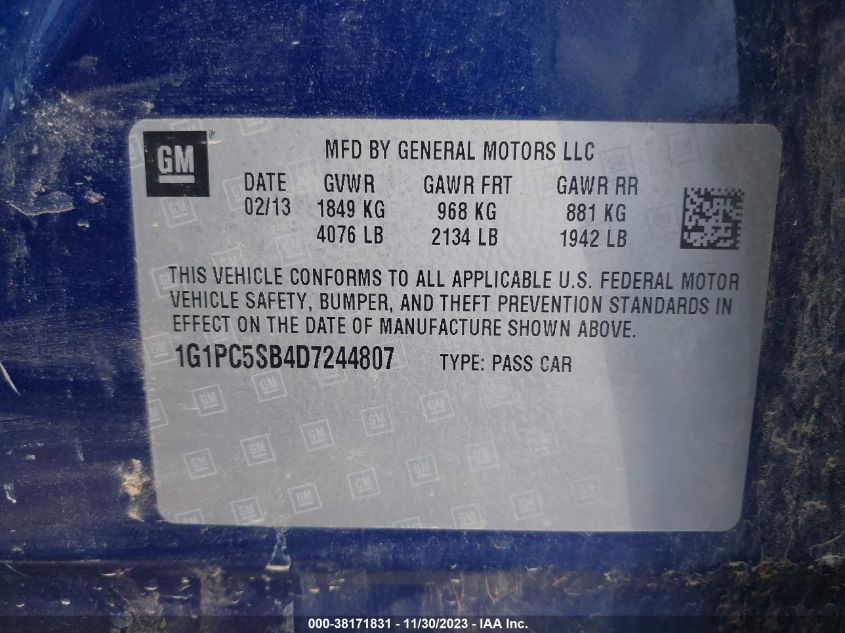 GM ®
MFD BY GENERAL MOTORS LLC
DATE GVWR GAWR FRT GAWR RR
02/13 1849 KG 968 KG 881 KG
4076 LB 2134 LB 1942 LB
THIS VEHICLE CONFORMS TO ALL APPLICABLE U.S. FEDERAL MOTOR
VEHICLE SAFETY, BUMPER, AND THEFT PREVENTION STANDARDS IN
EFFECT ON THE DATE OF MANUFACTURE SHOWN ABOVE.
1G1PC5SB4D7244807 TYPE: PASS CAR
000-38171831 - 11/30/2023 - IAA Inc.